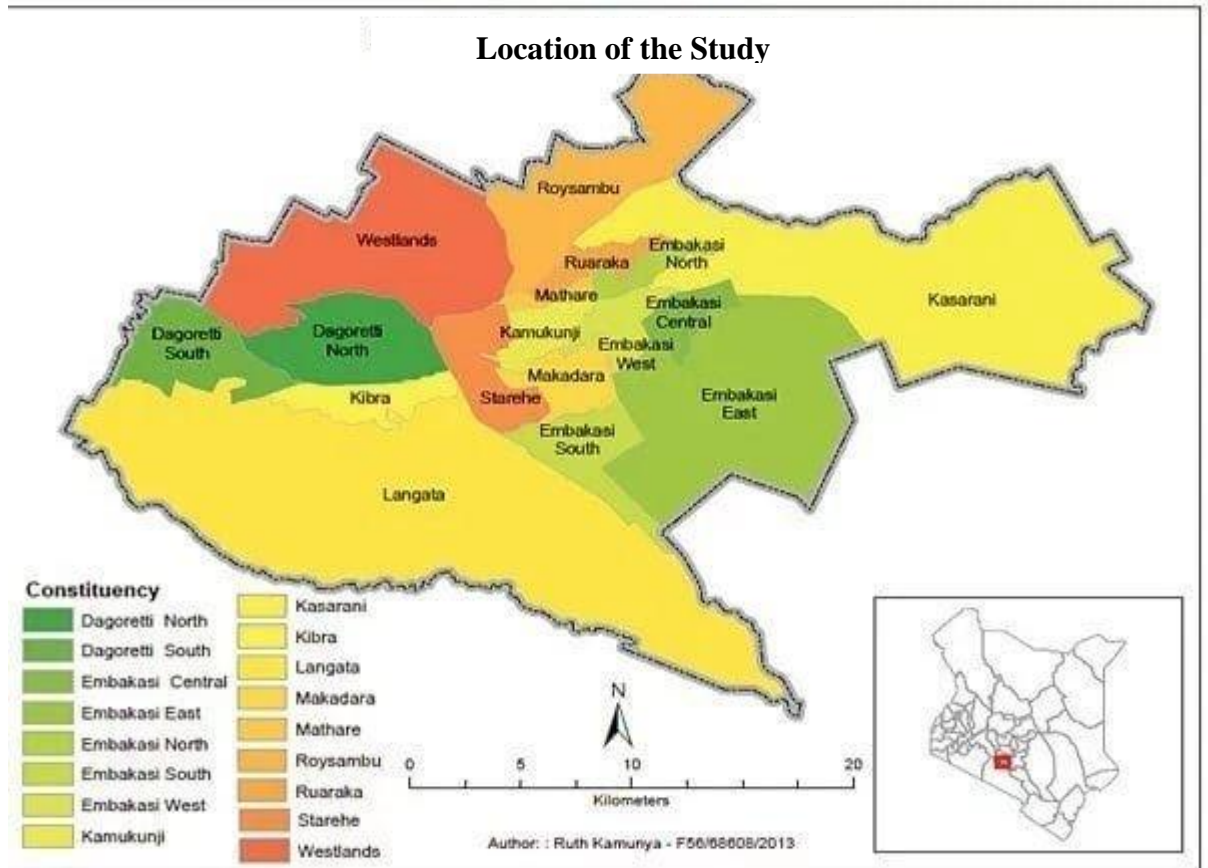 Location of the Study
Roysambu
Westlands
Ruaraka
Embakasi
North
Kasarani
Mathare
Embakasi
Central
Dagoretti
South
Dagoretti
North
Kamukunji
Embakasi
West
Makadara
Kibra
Starehe
Embakasi
East
Embakasi
South
Langata
Constituency
Dagoretti North
Dagoretti South
Embakasi Central
Embakasi East
Embakasi North
Embakasi South
Embakasi West
Kamukunji
Kasarani
Kibra
Langata
Makadara
Mathare
Roysambu
Ruaraka
Starehe
Westlands
N
0 5 10 20
Kilometers
Author: : Ruth Kamunya - F56/68608/2013